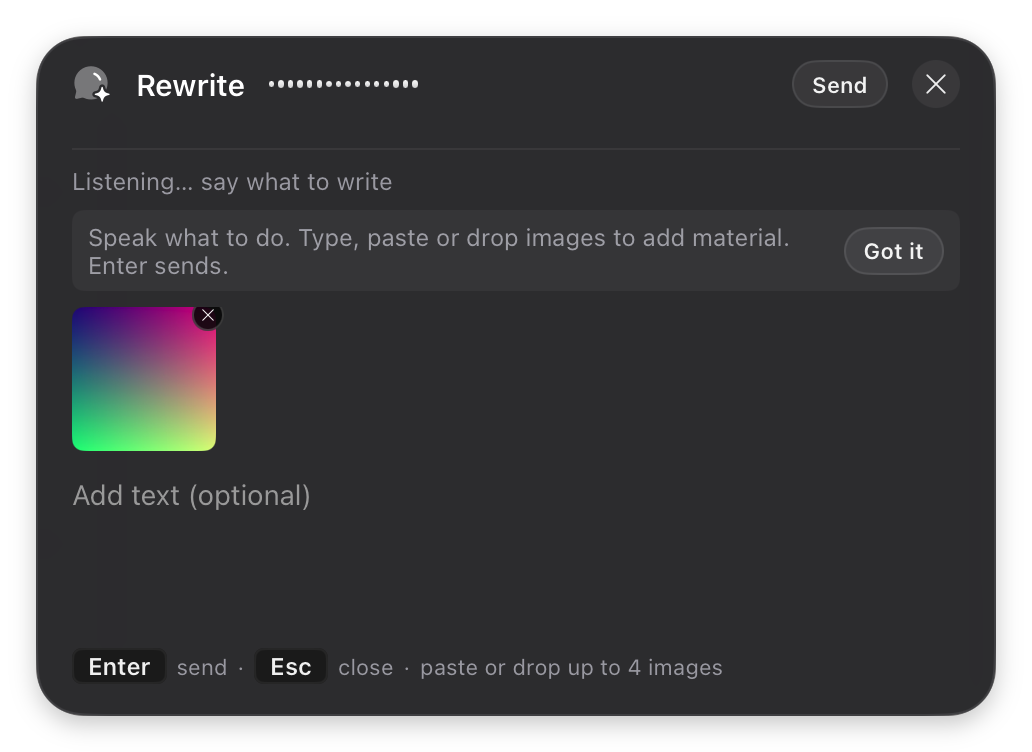 Rewrite
Send
Listening... say what to write
Speak what to do. Type, paste or drop images to add material.
Enter sends.
Got it
Add text (optional)
Enter send · Esc close · paste or drop up to 4 images